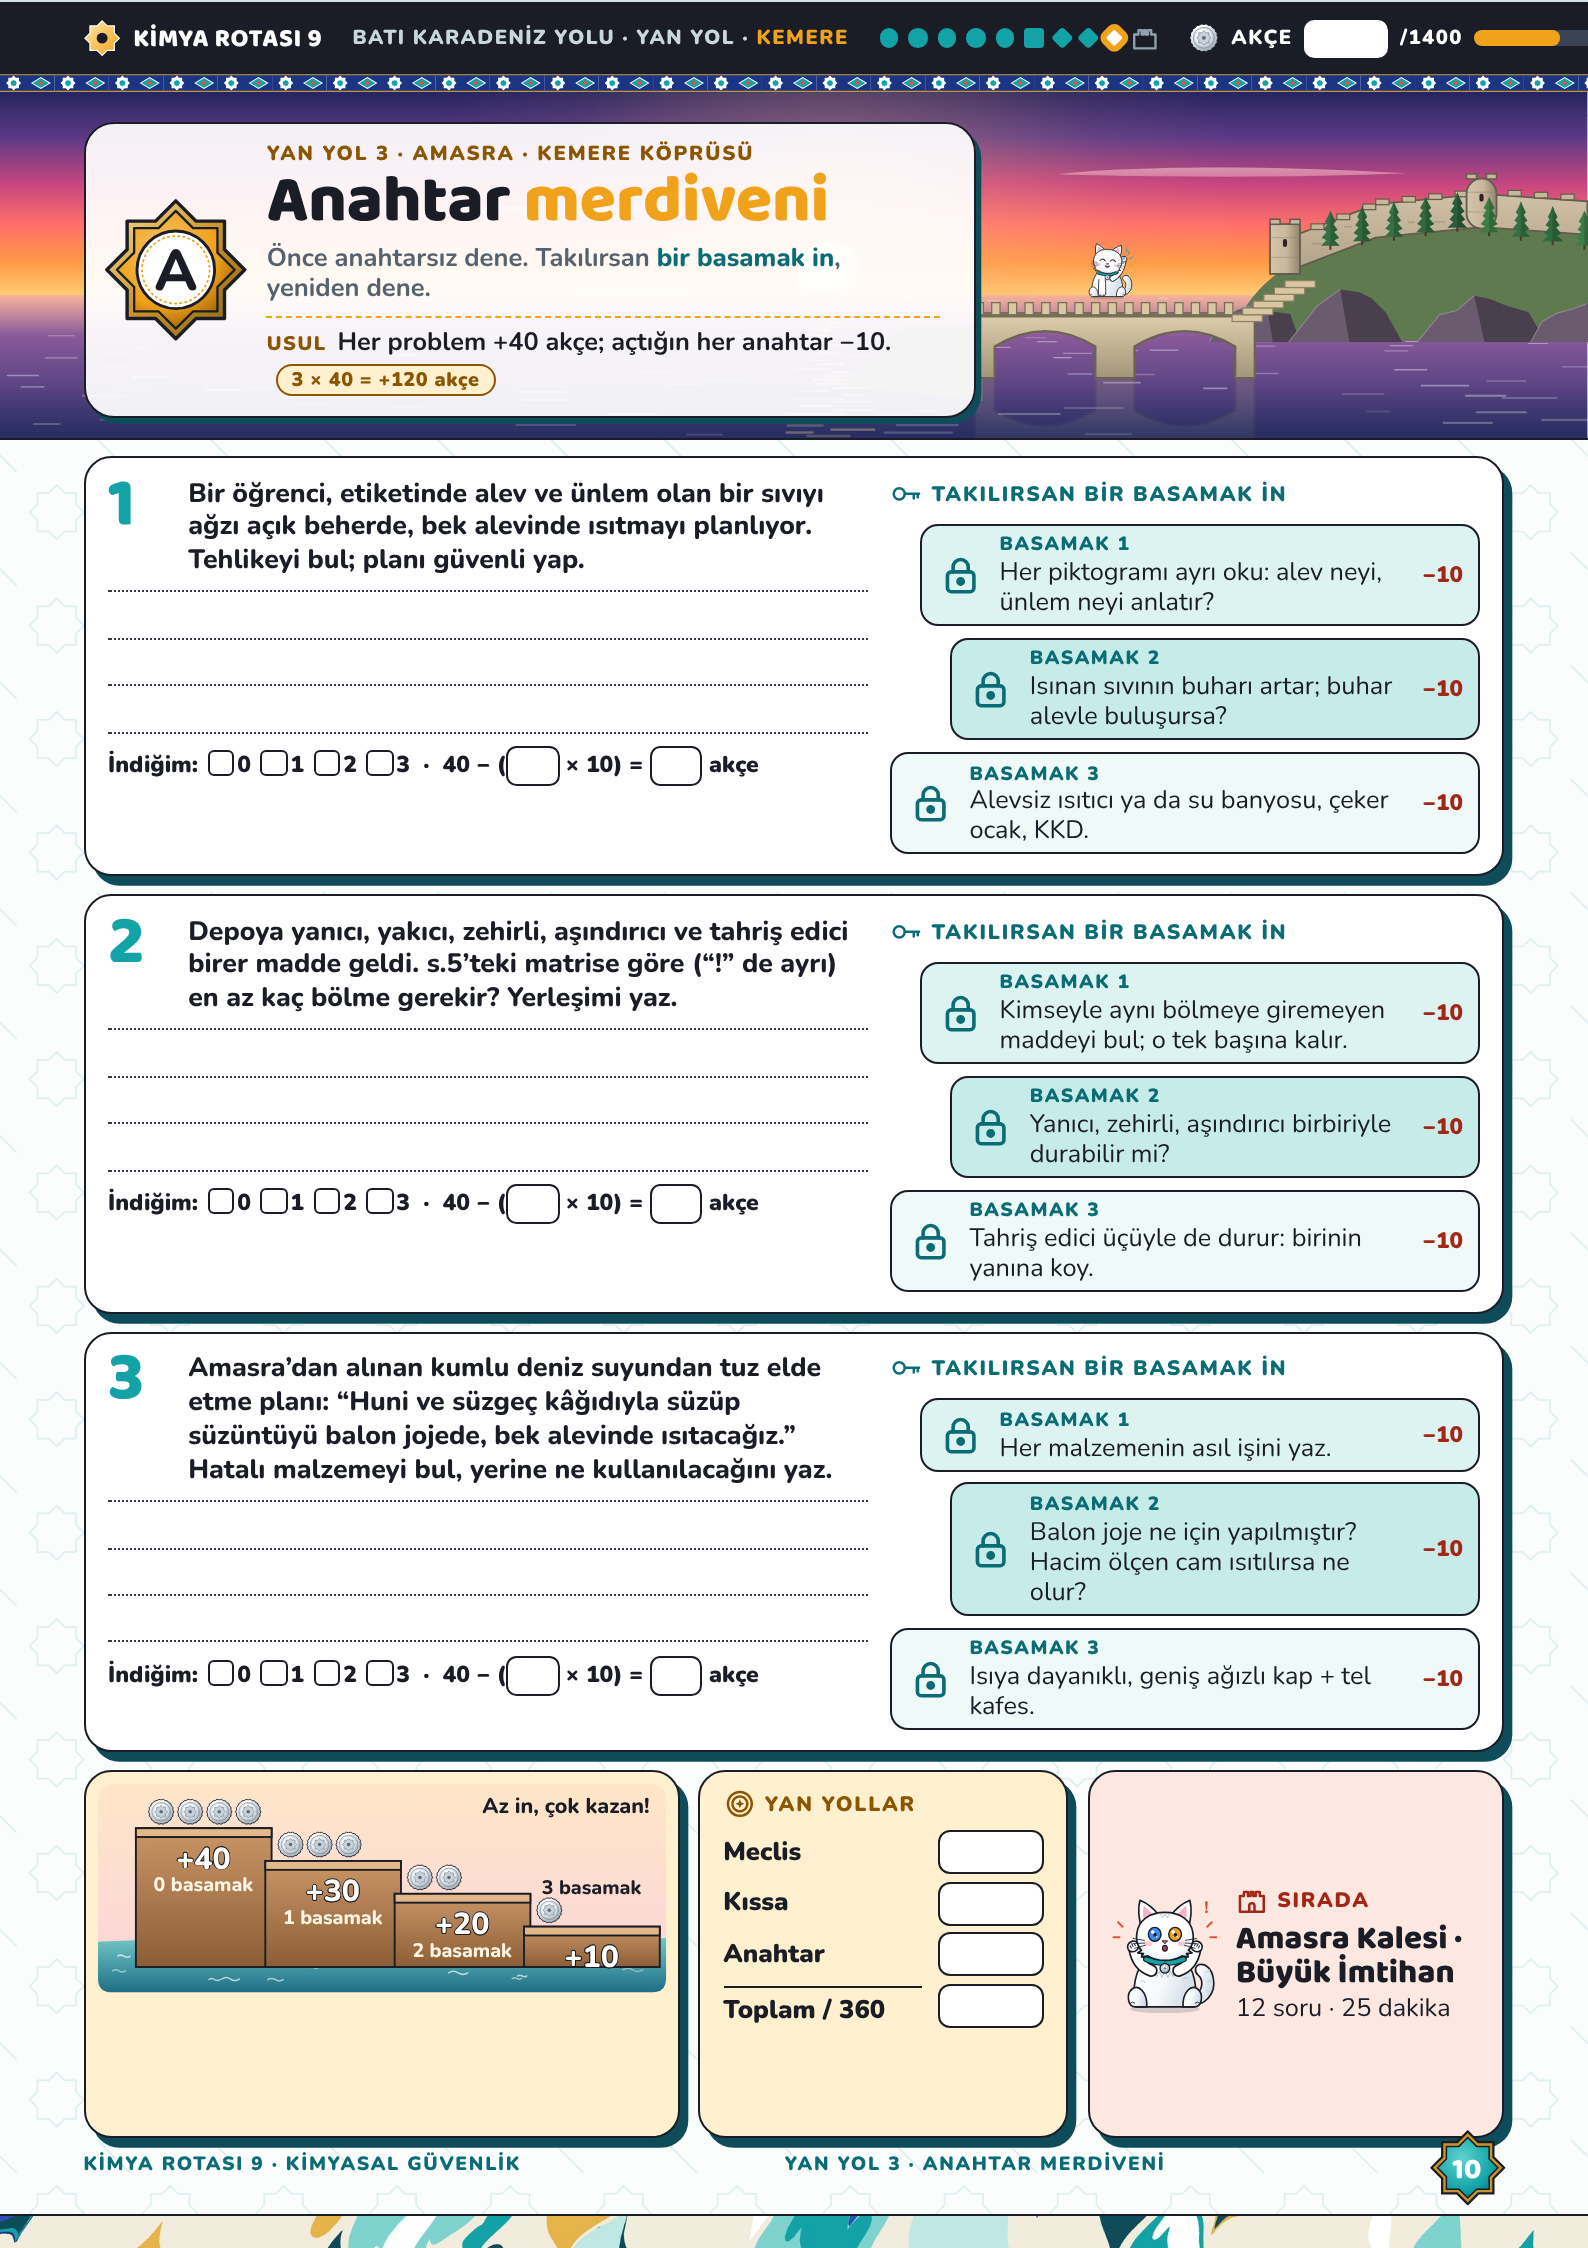 KİMYA ROTASI 9 BATI KARADENİZ YOLU · YAN YOL · KEMERE AKÇE /1400
YAN YOL 3 · AMASRA · KEMERE KÖPRÜSÜ
Anahtar merdiveni
A
Önce anahtarsız dene. Takılırsan bir basamak in,
yeniden dene.
USUL Her problem +40 akçe; açtığın her anahtar −10.
3 × 40 = +120 akçe
1
Bir öğrenci, etiketinde alev ve ünlem olan bir sıvıyı
ağzı açık beherde, bek alevinde ısıtmayı planlıyor.
Tehlikeyi bul; planı güvenli yap.
İndiğim: 0 1 2 3 · 40 − ( × 10) = akçe
TAKILIRSAN BİR BASAMAK İN
BASAMAK 1
Her piktogramı ayrı oku: alev neyi,
ünlem neyi anlatır?
−10
BASAMAK 2
Isınan sıvının buharı artar; buhar
alevle buluşursa?
−10
BASAMAK 3
Alevsiz ısıtıcı ya da su banyosu, çeker
ocak, KKD.
−10
2
Depoya yanıcı, yakıcı, zehirli, aşındırıcı ve tahriş edici
birer madde geldi. s.5’teki matrise göre (“!” de ayrı)
en az kaç bölme gerekir? Yerleşimi yaz.
İndiğim: 0 1 2 3 · 40 − ( × 10) = akçe
TAKILIRSAN BİR BASAMAK İN
BASAMAK 1
Kimseyle aynı bölmeye giremeyen
maddeyi bul; o tek başına kalır.
−10
BASAMAK 2
Yanıcı, zehirli, aşındırıcı birbiriyle
durabilir mi?
−10
BASAMAK 3
Tahriş edici üçüyle de durur: birinin
yanına koy.
−10
3
Amasra’dan alınan kumlu deniz suyundan tuz elde
etme planı: “Huni ve süzgeç kâğıdıyla süzüp
süzüntüyü balon jojede, bek alevinde ısıtacağız.”
Hatalı malzemeyi bul, yerine ne kullanılacağını yaz.
İndiğim: 0 1 2 3 · 40 − ( × 10) = akçe
TAKILIRSAN BİR BASAMAK İN
BASAMAK 1
Her malzemenin asıl işini yaz.
−10
BASAMAK 2
Balon joje ne için yapılmıştır?
Hacim ölçen cam ısıtılırsa ne
olur?
−10
BASAMAK 3
Isıya dayanıklı, geniş ağızlı kap + tel
kafes.
−10
Az in, çok kazan!
+40
0 basamak
+30
1 basamak
+20
2 basamak
3 basamak
+10
YAN YOLLAR
Meclis
Kıssa
Anahtar
Toplam / 360
!
SIRADA
Amasra Kalesi ·
Büyük İmtihan
12 soru · 25 dakika
KİMYA ROTASI 9 · KİMYASAL GÜVENLİK YAN YOL 3 · ANAHTAR MERDİVENİ 10